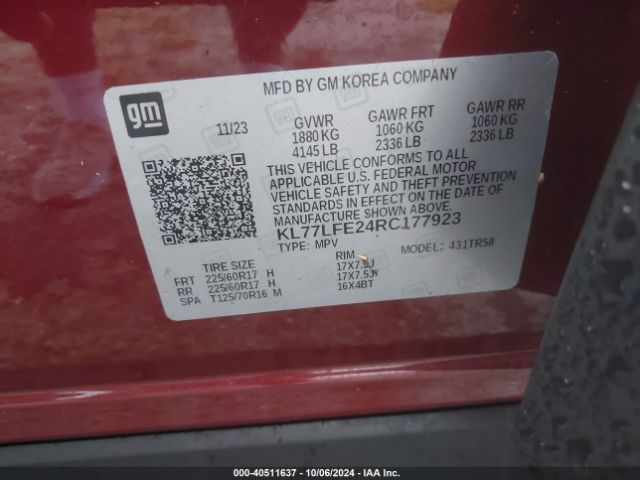 MFD BY GM KOREA COMPANY
gm
11/23 GVWR GAWR FRT GAWR RR
1880 KG 1060 KG 1060 KG
4145 LB 2336 LB 2336 LB
THIS VEHICLE CONFORMS TO ALL
APPLICABLE U.S. FEDERAL MOTOR
VEHICLE SAFETY AND THEFT PREVENTION
STANDARDS IN EFFECT ON THE DATE OF
MANUFACTURE SHOWN ABOVE.
KL77LFE24RC177923
TYPE: MPV MODEL: 431TR58
TIRE SIZE RIM
FRT 225/60R17 H 17X7.5J
RR 225/60R17 H 17X7.5J
SPA T125/70R16 M 16X4BT
000-40511637 - 10/06/2024 - IAA Inc.